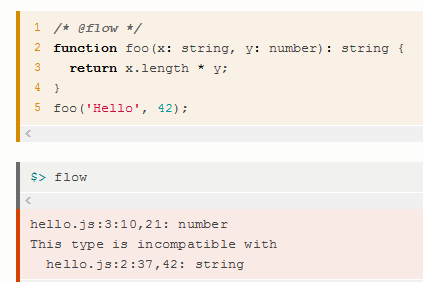 1 /* @flow */
2 function foo(x: string, y: number): string {
3   return x.length * y;
4 }
5 foo('Hello', 42);
$> flow
hello.js:3:10,21: number
This type is incompatible with
  hello.js:2:37,42: string